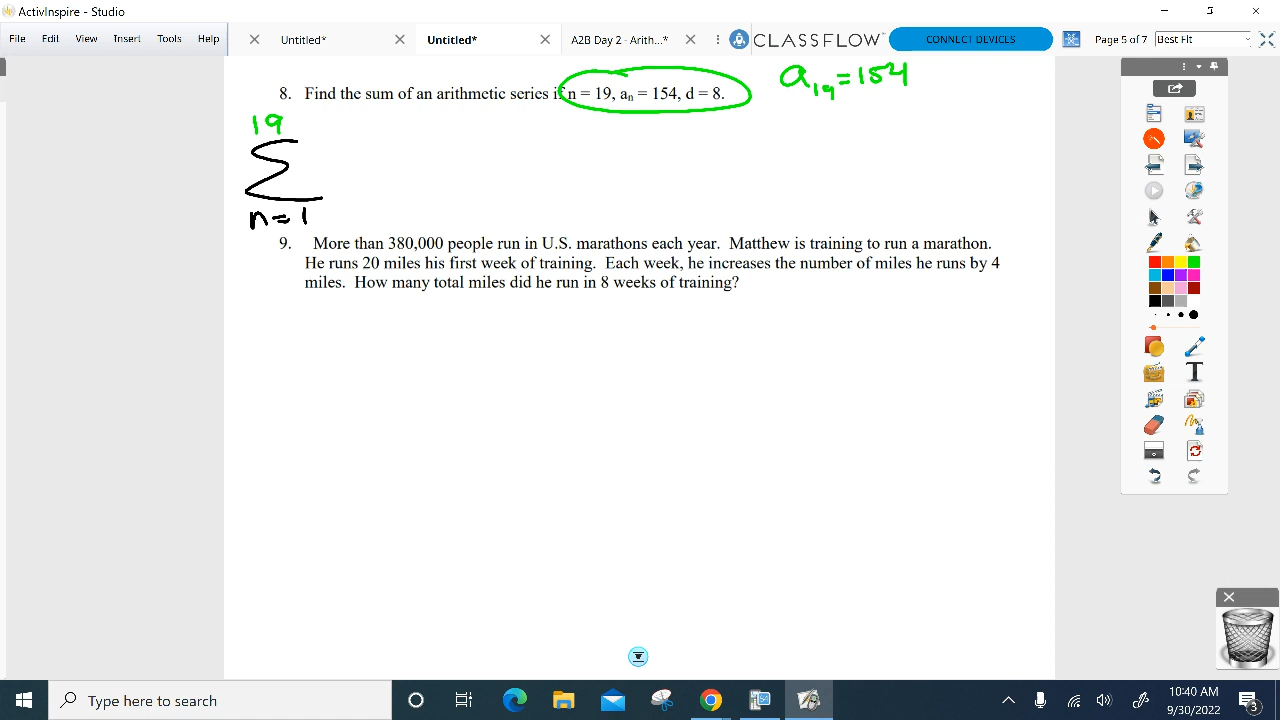 ActivInspire - Studio
File Edit View Insert Tools Help
Untitled* Untitled* A2B Day 2 - Arith...* CLASSFLOW CONNECT DEVICES Page 5 of 7 Best Fit
a19 = 154
8. Find the sum of an arithmetic series if n = 19, an = 154, d = 8.
19
Σ
n = 1
9. More than 380,000 people run in U.S. marathons each year. Matthew is training to run a marathon.
He runs 20 miles his first week of training. Each week, he increases the number of miles he runs by 4
miles. How many total miles did he run in 8 weeks of training?
Type here to search
10:40 AM
9/30/2022
3